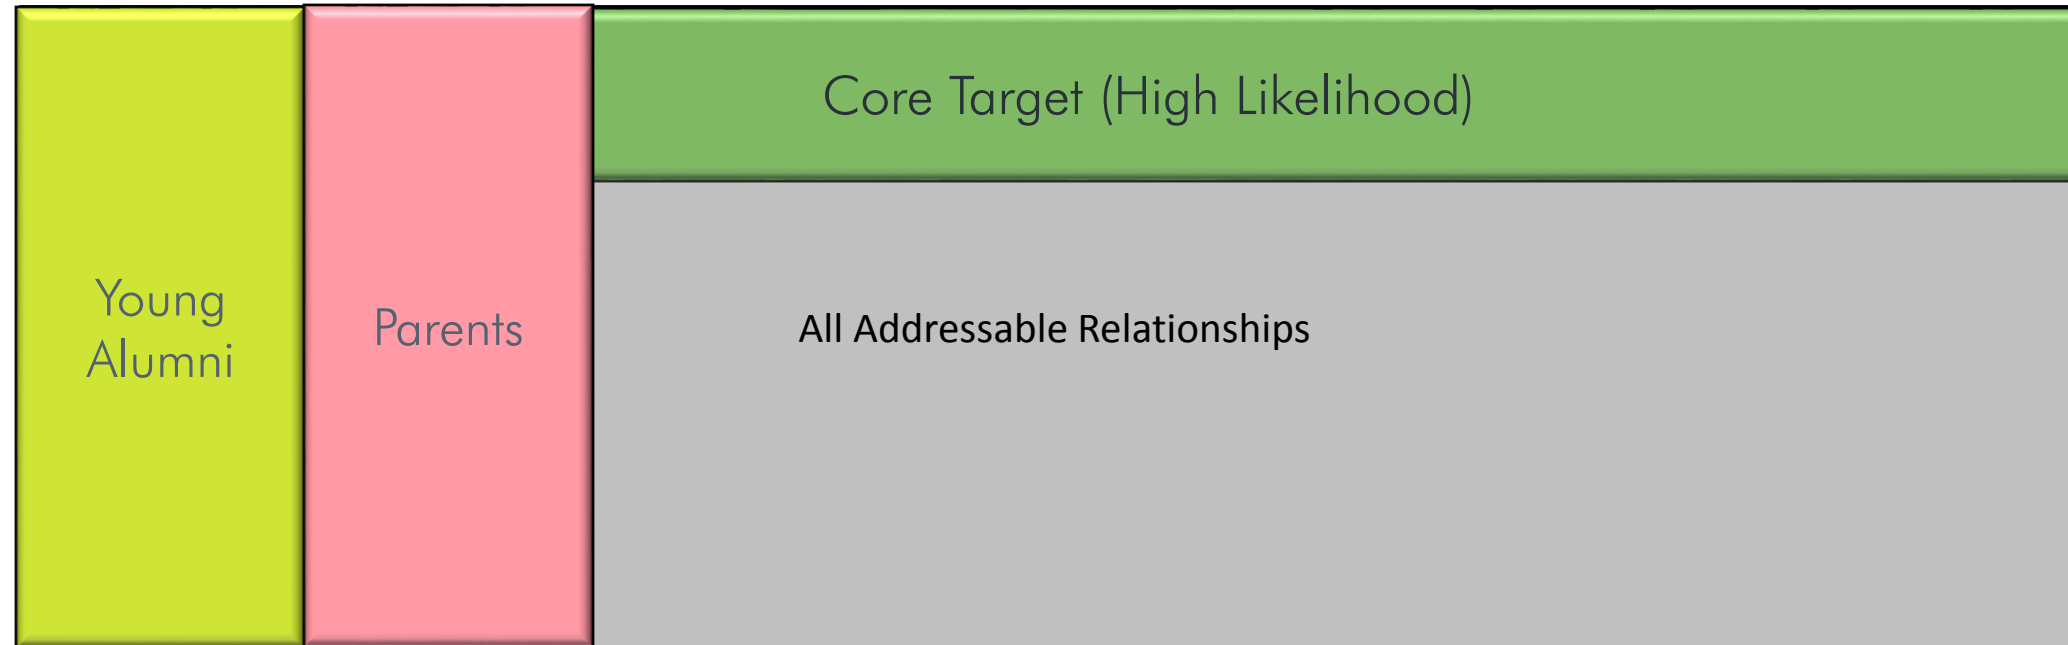 Core Target (High Likelihood)
Young
Alumni
Parents
All Addressable Relationships